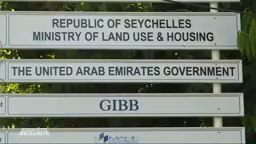 REPUBLIC OF SEYCHELLES
MINISTRY OF LAND USE & HOUSING
THE UNITED ARAB EMIRATES GOVERNMENT
GIBB